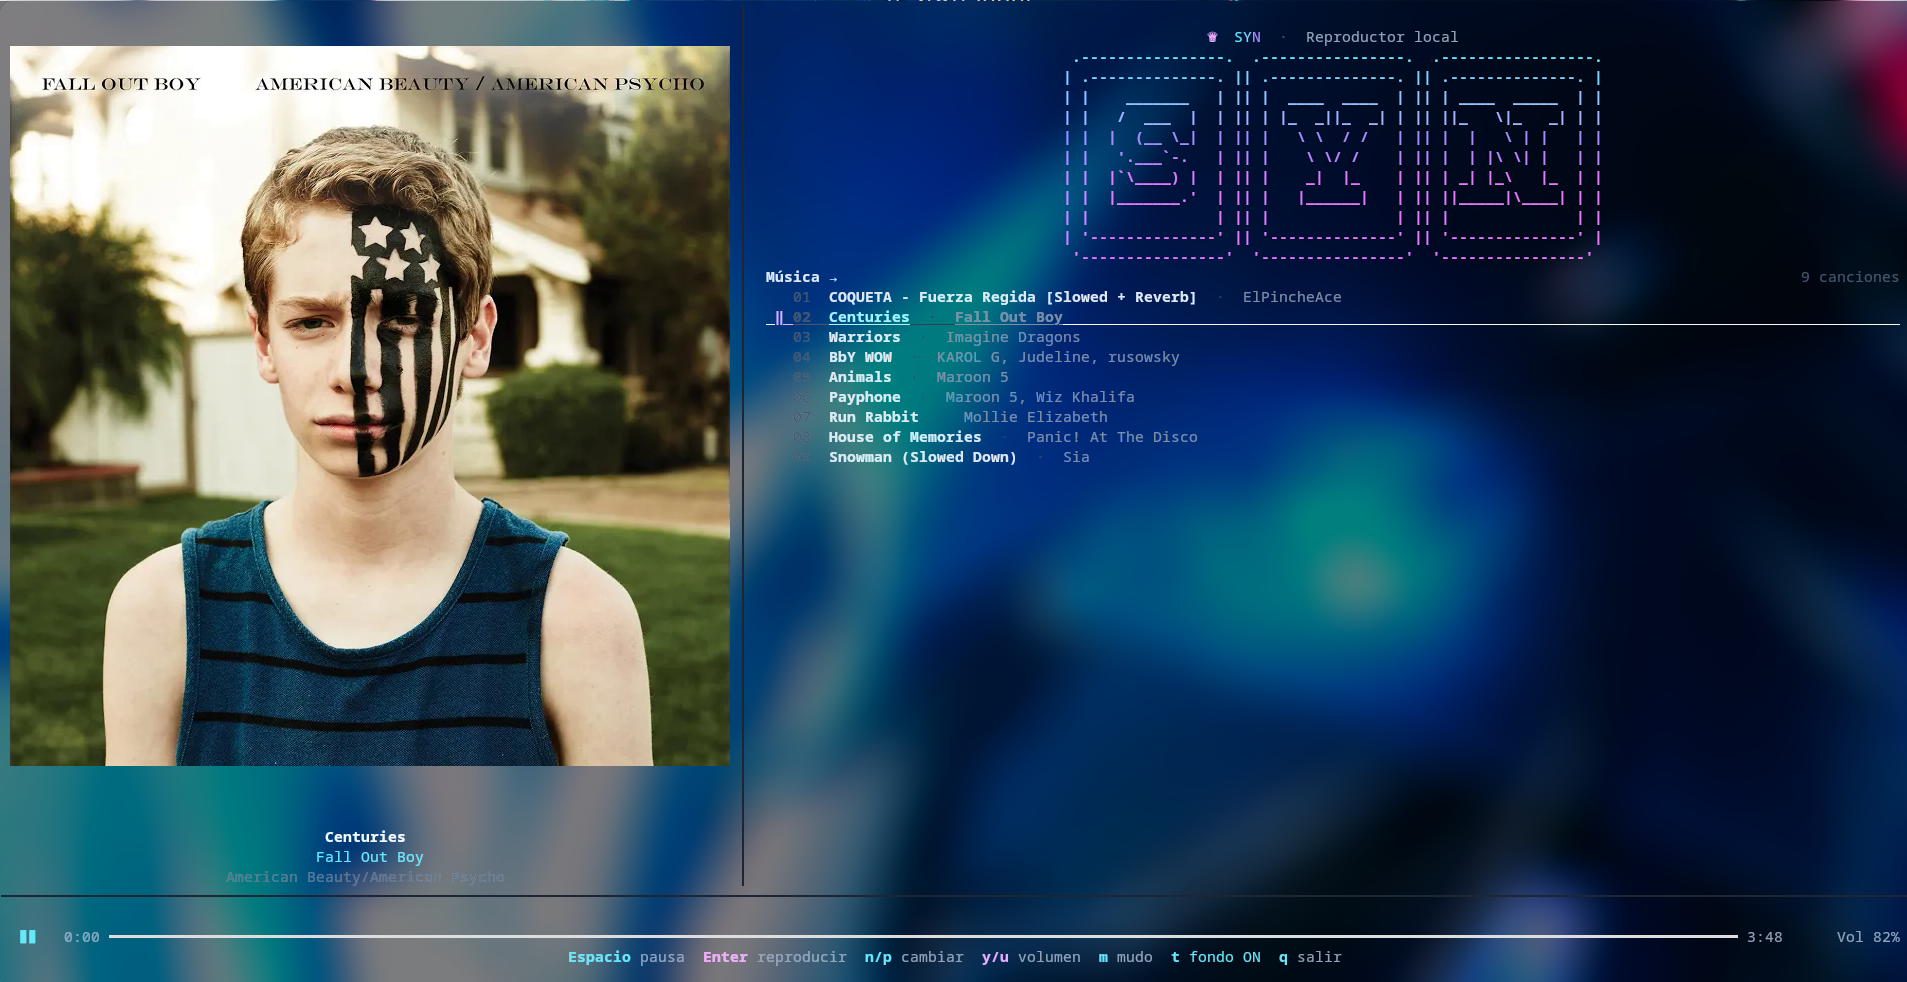 FALL OUT BOY AMERICAN BEAUTY / AMERICAN PSYCHO
Centuries
Fall Out Boy
American Beauty/American Psycho
♛ SYN · Reproductor local
SYN
Música → 9 canciones
01 COQUETA - Fuerza Regida [Slowed + Reverb] · ElPincheAce
02 Centuries · Fall Out Boy
03 Warriors · Imagine Dragons
04 BbY WOW · KAROL G, Judeline, rusowsky
05 Animals · Maroon 5
Payphone Maroon 5, Wiz Khalifa
07 Run Rabbit Mollie Elizabeth
House of Memories · Panic! At The Disco
Snowman (Slowed Down) · Sia
0:00 3:48 Vol 82%
Espacio pausa Enter reproducir n/p cambiar y/u volumen m mudo t fondo ON q salir